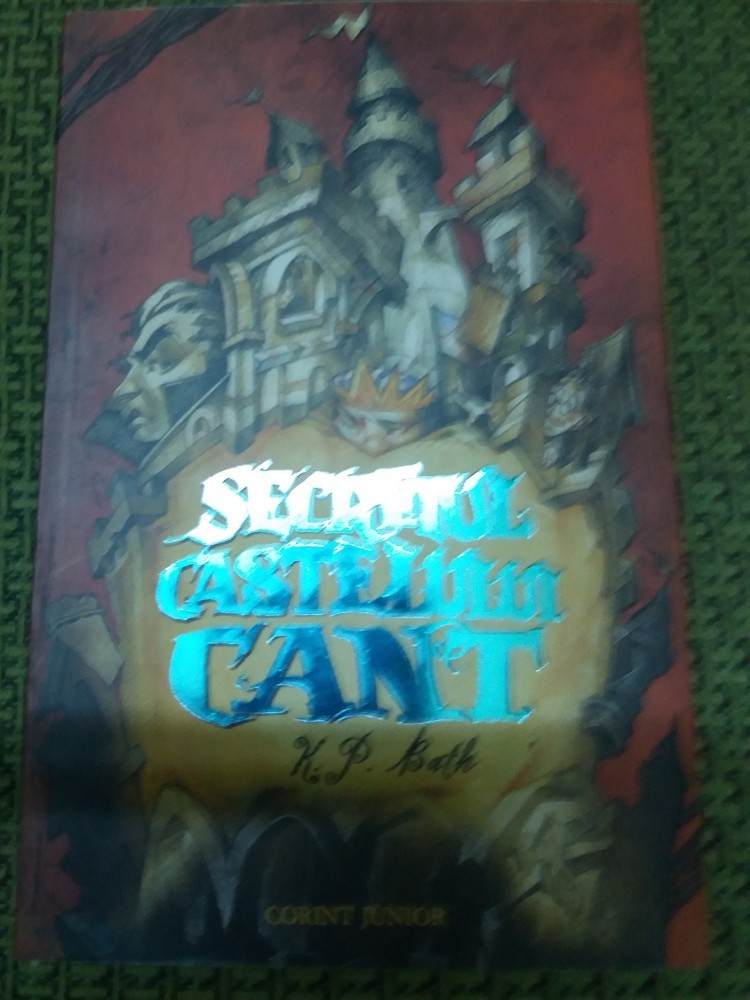 SECRETUL
CASTELULUI
CANT
K. P. Bath
CORINT JUNIOR